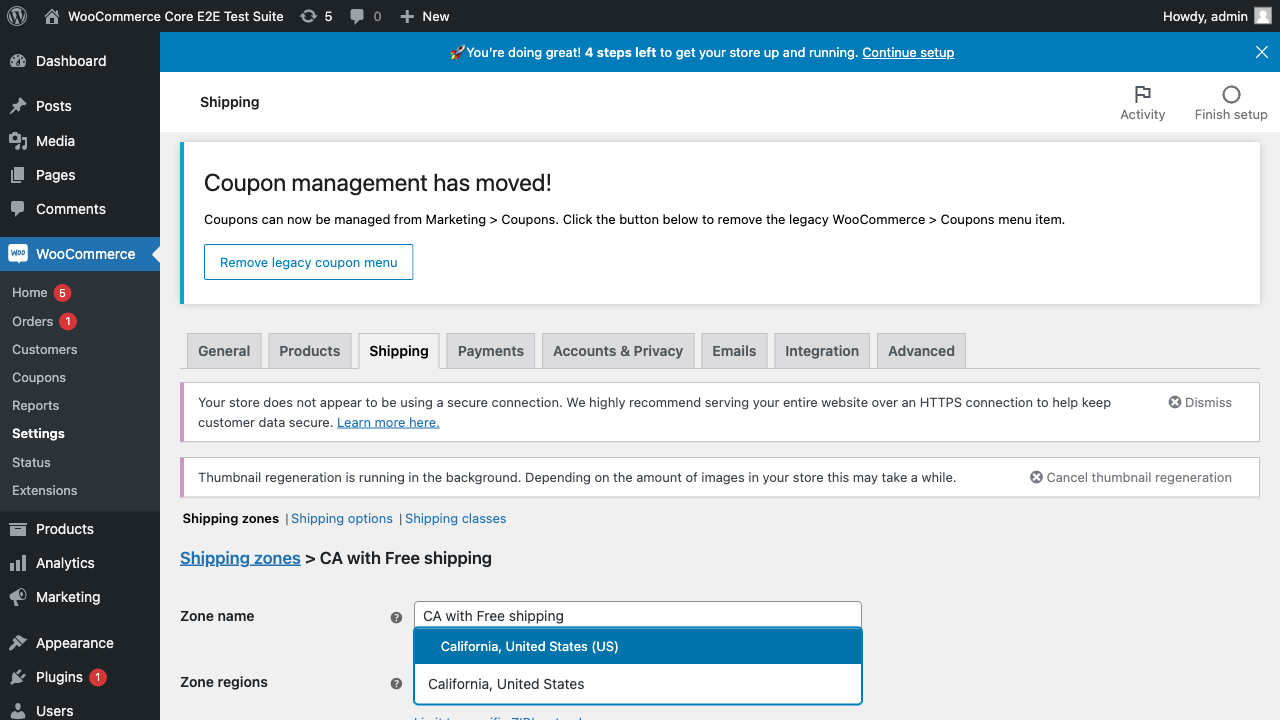 WooCommerce Core E2E Test Suite 5 0 New Howdy, admin
🚀You're doing great! 4 steps left to get your store up and running. Continue setup
Dashboard
Posts
Media
Pages
Comments
WooCommerce
Home 5
Orders 1
Customers
Coupons
Reports
Settings
Status
Extensions
Products
Analytics
Marketing
Appearance
Plugins 1
Users
Shipping
Activity
Finish setup
Coupon management has moved!
Coupons can now be managed from Marketing > Coupons. Click the button below to remove the legacy WooCommerce > Coupons menu item.
Remove legacy coupon menu
General Products Shipping Payments Accounts & Privacy Emails Integration Advanced
Your store does not appear to be using a secure connection. We highly recommend serving your entire website over an HTTPS connection to help keep
customer data secure. Learn more here.
Dismiss
Thumbnail regeneration is running in the background. Depending on the amount of images in your store this may take a while.
Cancel thumbnail regeneration
Shipping zones | Shipping options | Shipping classes
Shipping zones > CA with Free shipping
Zone name
CA with Free shipping
California, United States (US)
Zone regions
California, United States